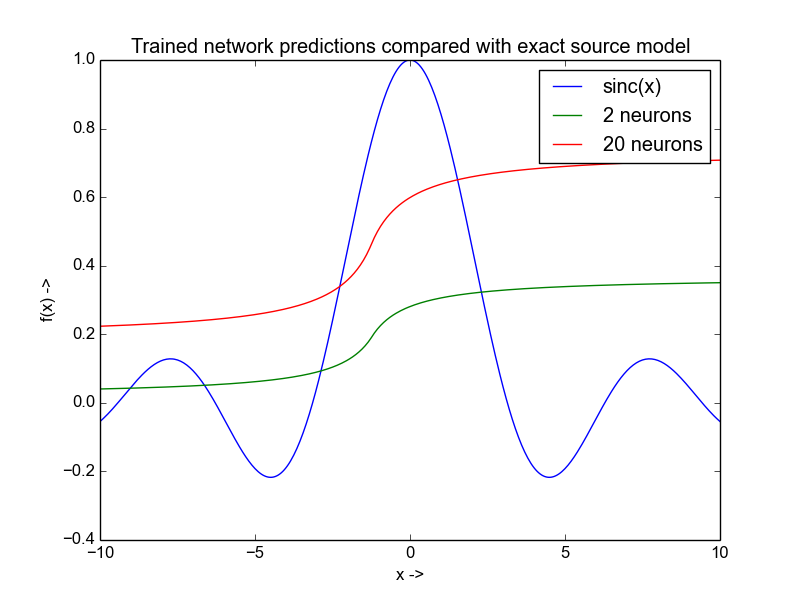 Trained network predictions compared with exact source model
sinc(x)
2 neurons
20 neurons
1.0
0.8
0.6
0.4
0.2
0.0
−0.2
−0.4
f(x) ->
−10
−5
0
5
10
x ->